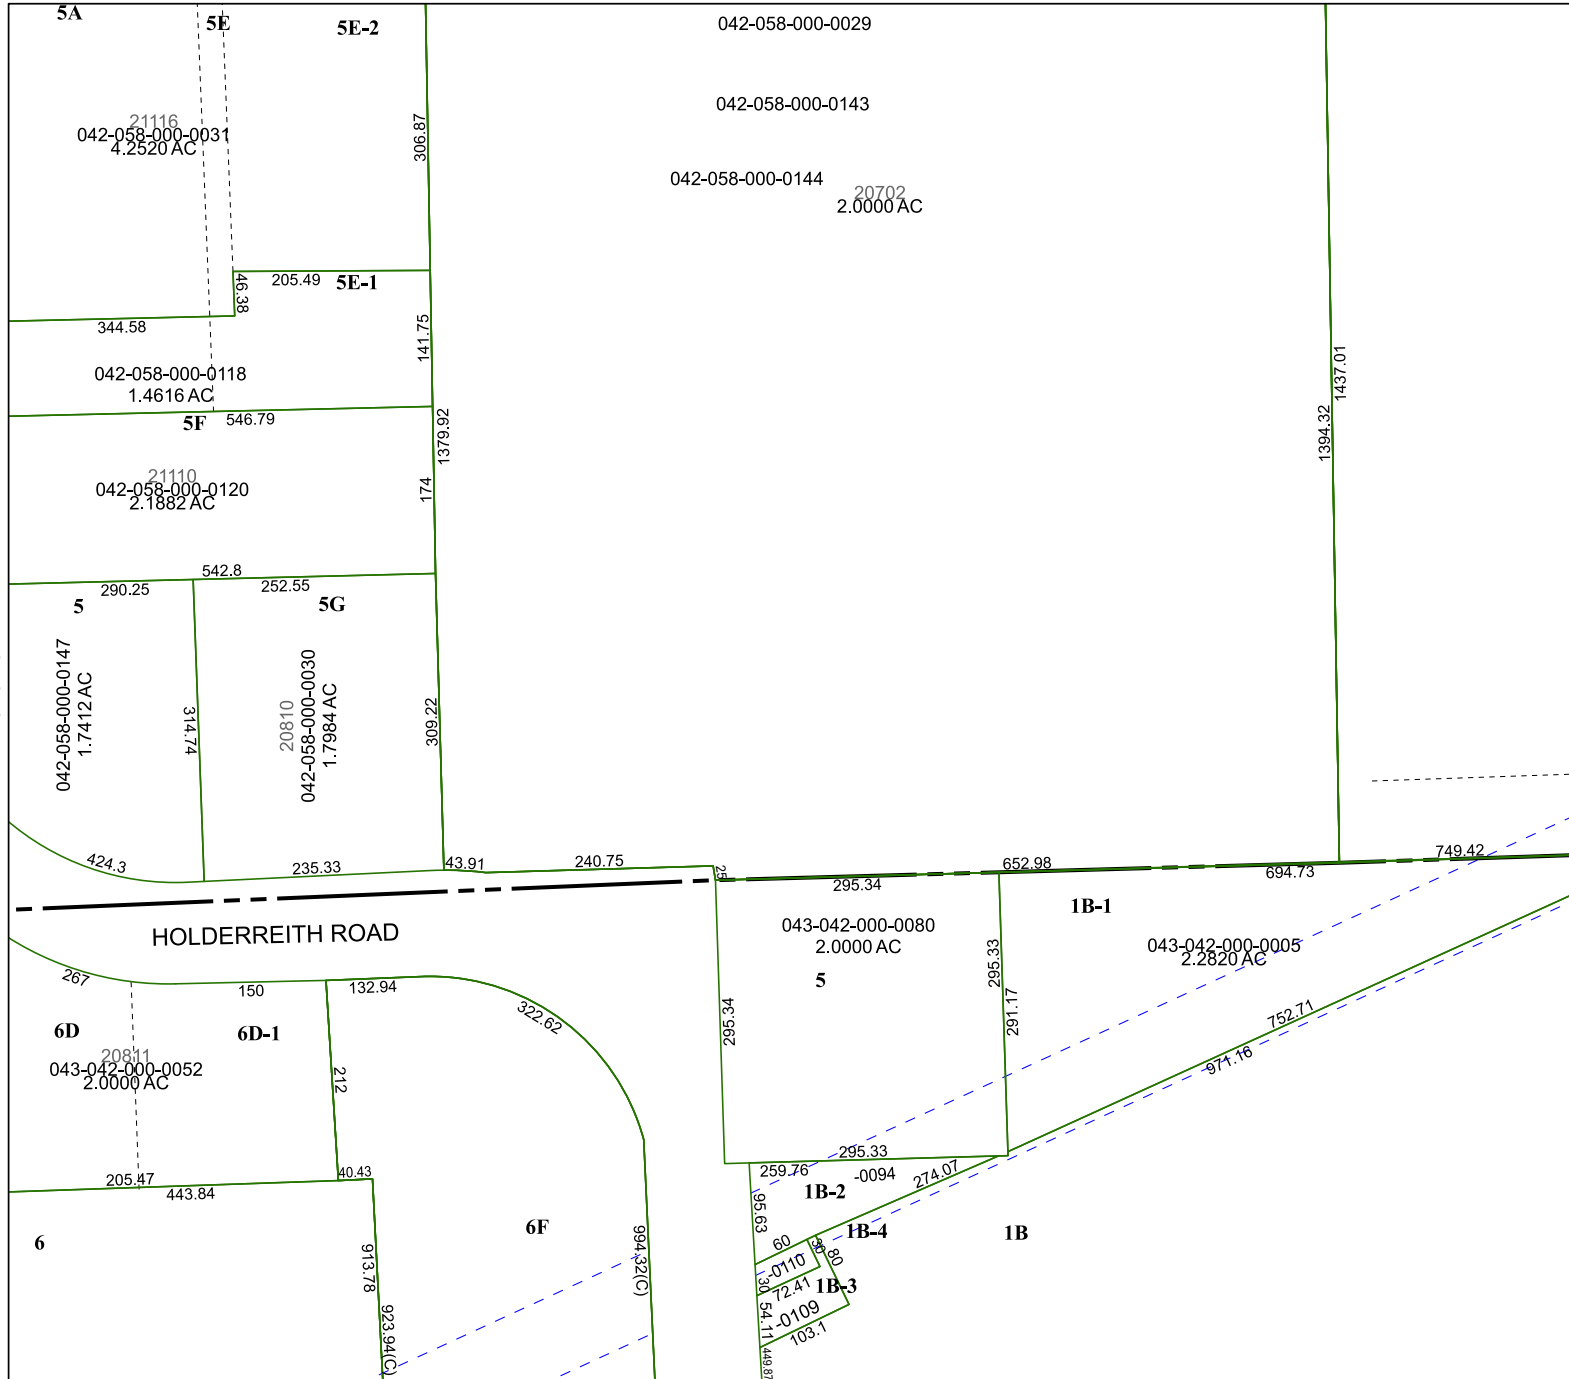 5A
5E
5E-2
042-058-000-0029
042-058-000-0143
042-058-000-0144
20702
2.0000 AC
21116
042-058-000-0031
4.2520 AC
306.87
205.49
5E-1
46.38
344.58
141.75
042-058-000-0118
1.4616 AC
546.79
5F
1379.92
1437.01
1394.32
21110
042-058-000-0120
2.1882 AC
174
542.8
290.25
252.55
5
5G
042-058-000-0147
1.7412 AC
314.74
20810
042-058-000-0030
1.7984 AC
309.22
424.3
235.33
43.91
240.75
25
652.98
749.42
295.34
694.73
HOLDERREITH ROAD
1B-1
043-042-000-0080
2.0000 AC
5
295.33
291.17
043-042-000-0005
2.2820 AC
267
150
132.94
322.62
295.34
752.71
971.16
6D
6D-1
20811
043-042-000-0052
2.0000 AC
212
295.33
259.76
-0094
274.07
205.47
443.84
40.43
1B-2
95.63
6
6F
1B-4
1B
913.78
994.32(C)
60
30
80
-0110
30
72.41
1B-3
-0109
54.11
103.1
923.94(C)
449.87